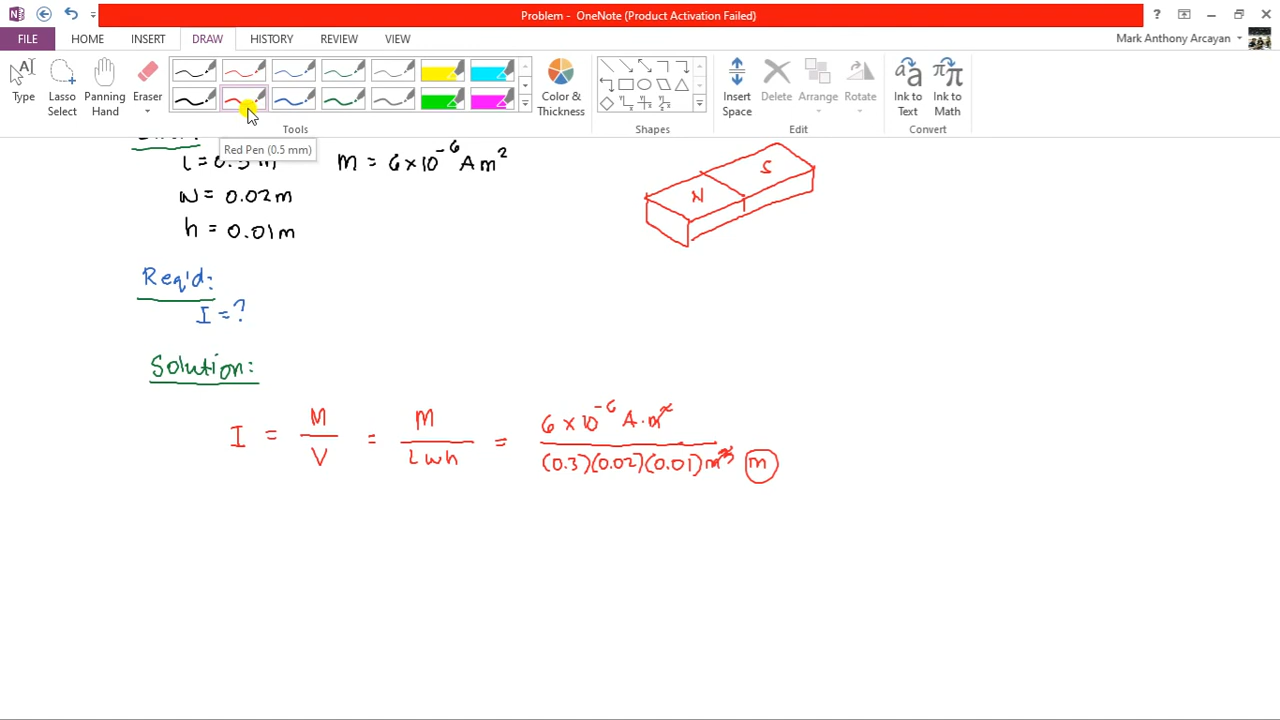 Problem - OneNote (Product Activation Failed)
FILE HOME INSERT DRAW HISTORY REVIEW VIEW
Mark Anthony Arcayan
Type
Lasso Select
Panning Hand
Eraser
Color & Thickness
Insert Space
Delete
Arrange
Rotate
Ink to Text
Ink to Math
Tools
Shapes
Edit
Convert
Red Pen (0.5 mm)
M = 6x10⁻⁶ Am²
w = 0.02m
h = 0.01m
N S
Req'd:
I = ?
Solution:
I = M/V = M/Lwh = 6 x 10⁻⁶ A·m²/(0.3)(0.02)(0.01)m³ m